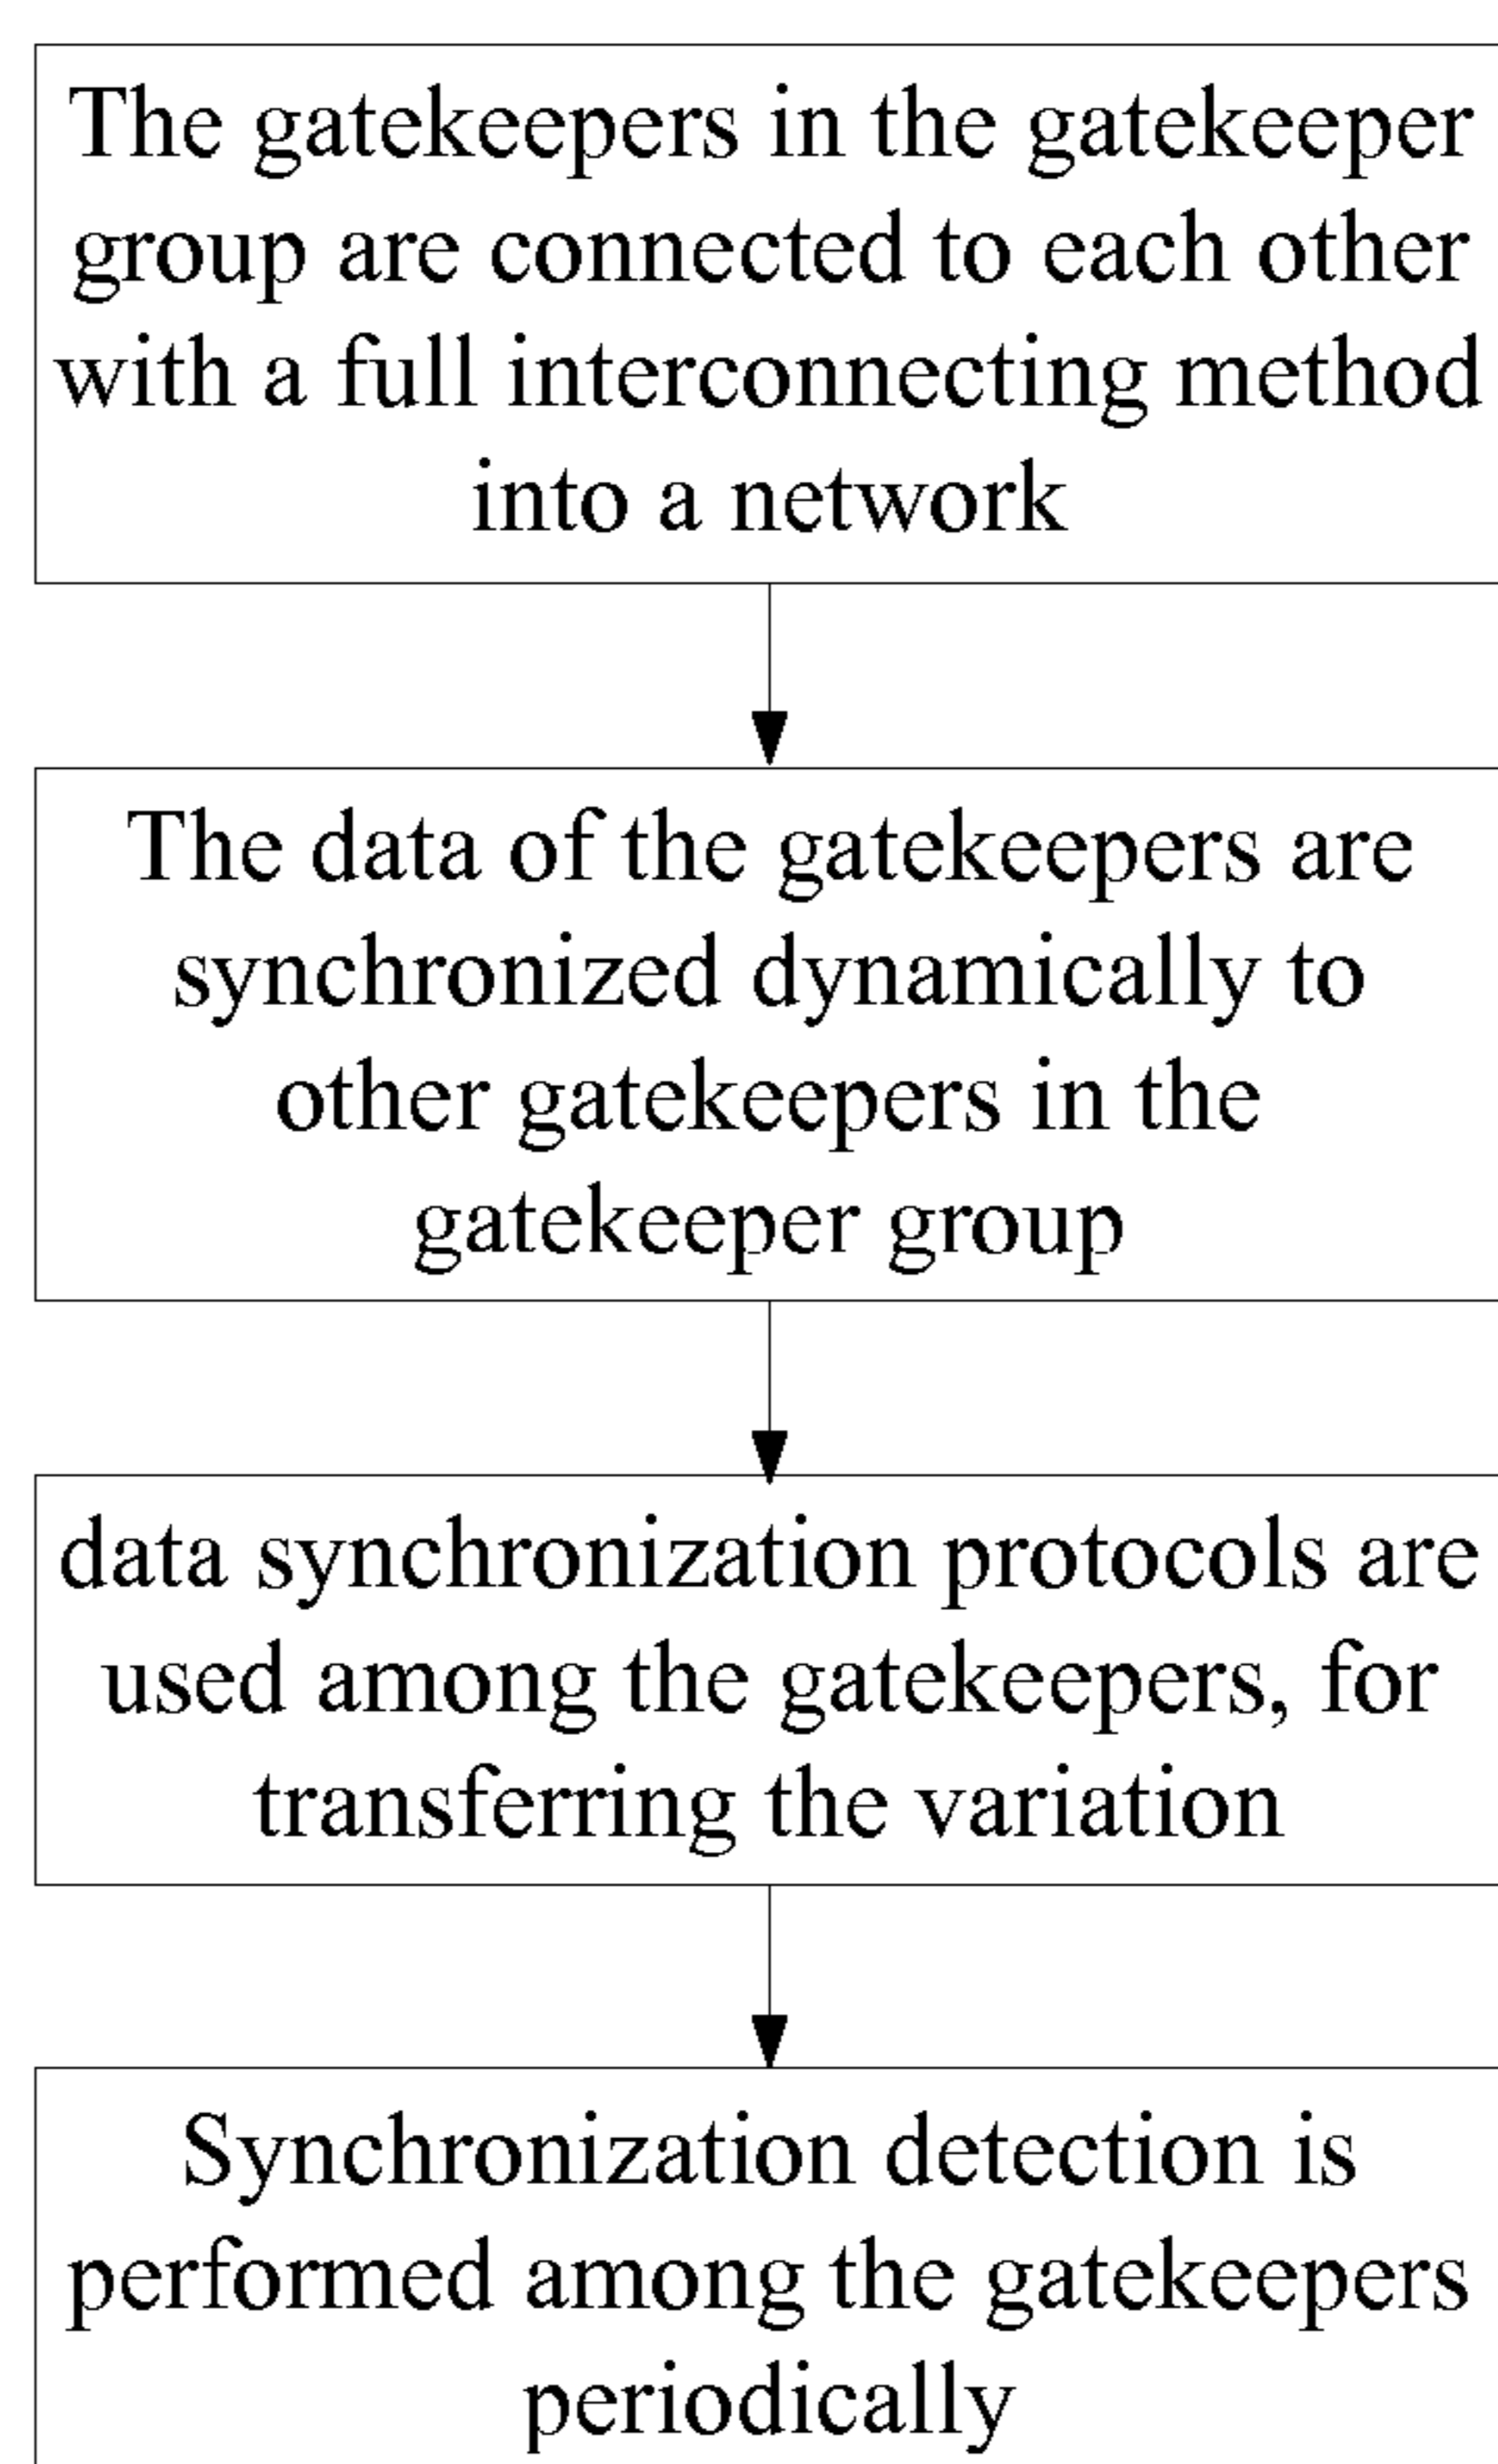 The gatekeepers in the gatekeeper
group are connected to each other
with a full interconnecting method
into a network
The data of the gatekeepers are
synchronized dynamically to
other gatekeepers in the
gatekeeper group
data synchronization protocols are
used among the gatekeepers, for
transferring the variation
Synchronization detection is
performed among the gatekeepers
periodically